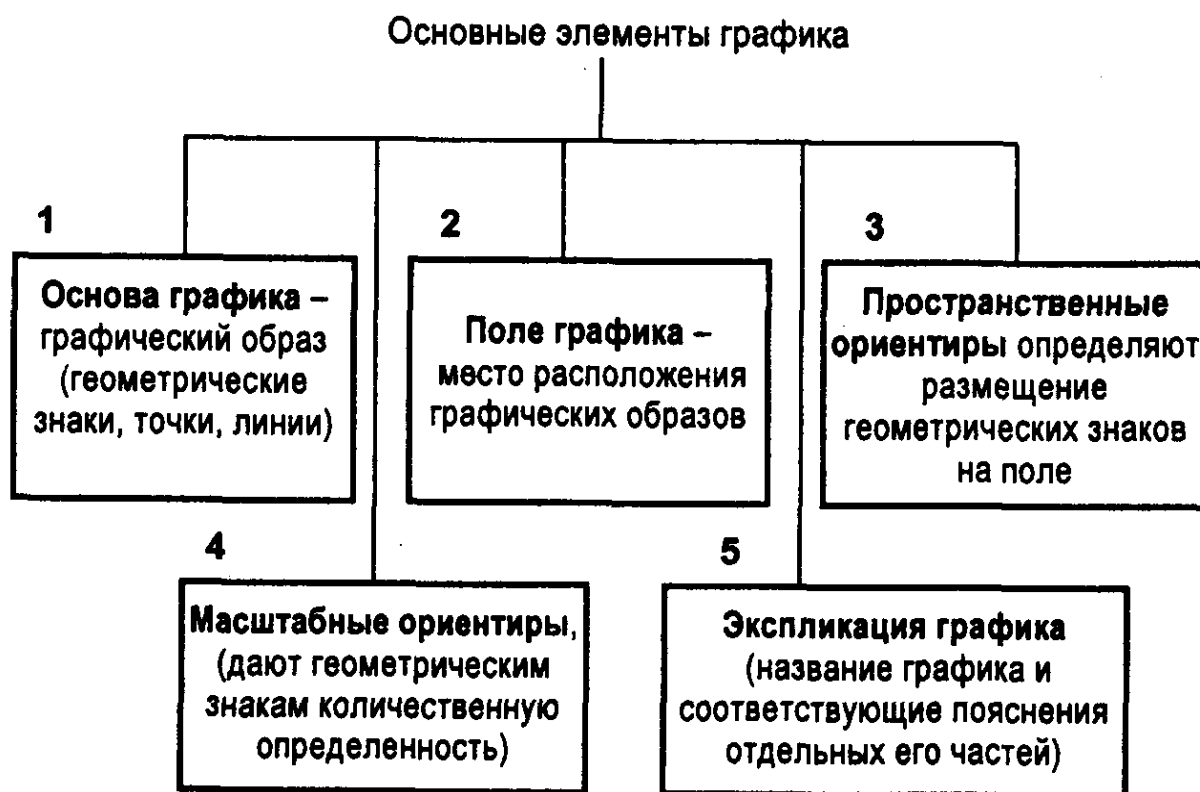 Основные элементы графика
1
Основа графика –
графический образ
(геометрические
знаки, точки, линии)
2
Поле графика –
место расположения
графических образов
3
Пространственные
ориентиры определяют
размещение
геометрических знаков
на поле
4
Масштабные ориентиры,
(дают геометрическим
знакам количественную
определенность)
5
Экспликация графика
(название графика и
соответствующие пояснения
отдельных его частей)